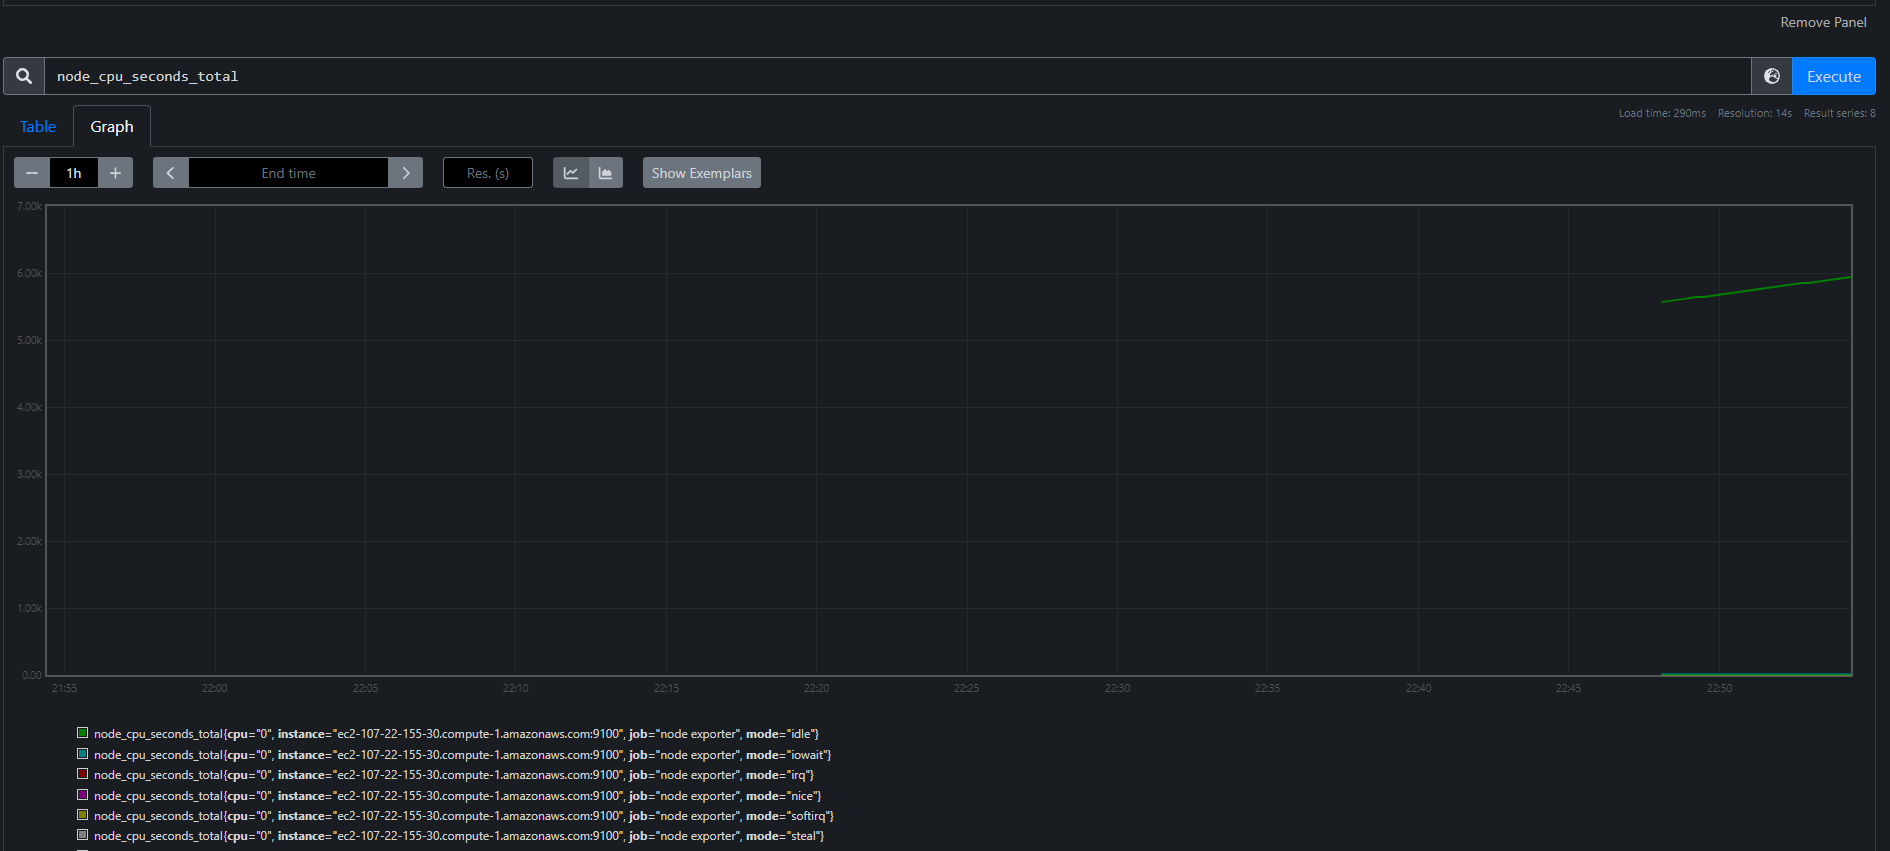 Remove Panel
node_cpu_seconds_total
Execute
Table
Graph
Load time: 290ms Resolution: 14s Result series: 8
1h
End time
Res. (s)
Show Exemplars
7.00k
6.00k
5.00k
4.00k
3.00k
2.00k
1.00k
0.00
21:55 22:00 22:05 22:10 22:15 22:20 22:25 22:30 22:35 22:40 22:45 22:50
node_cpu_seconds_total{cpu="0", instance="ec2-107-22-155-30.compute-1.amazonaws.com:9100", job="node exporter", mode="idle"}
node_cpu_seconds_total{cpu="0", instance="ec2-107-22-155-30.compute-1.amazonaws.com:9100", job="node exporter", mode="iowait"}
node_cpu_seconds_total{cpu="0", instance="ec2-107-22-155-30.compute-1.amazonaws.com:9100", job="node exporter", mode="irq"}
node_cpu_seconds_total{cpu="0", instance="ec2-107-22-155-30.compute-1.amazonaws.com:9100", job="node exporter", mode="nice"}
node_cpu_seconds_total{cpu="0", instance="ec2-107-22-155-30.compute-1.amazonaws.com:9100", job="node exporter", mode="softirq"}
node_cpu_seconds_total{cpu="0", instance="ec2-107-22-155-30.compute-1.amazonaws.com:9100", job="node exporter", mode="steal"}